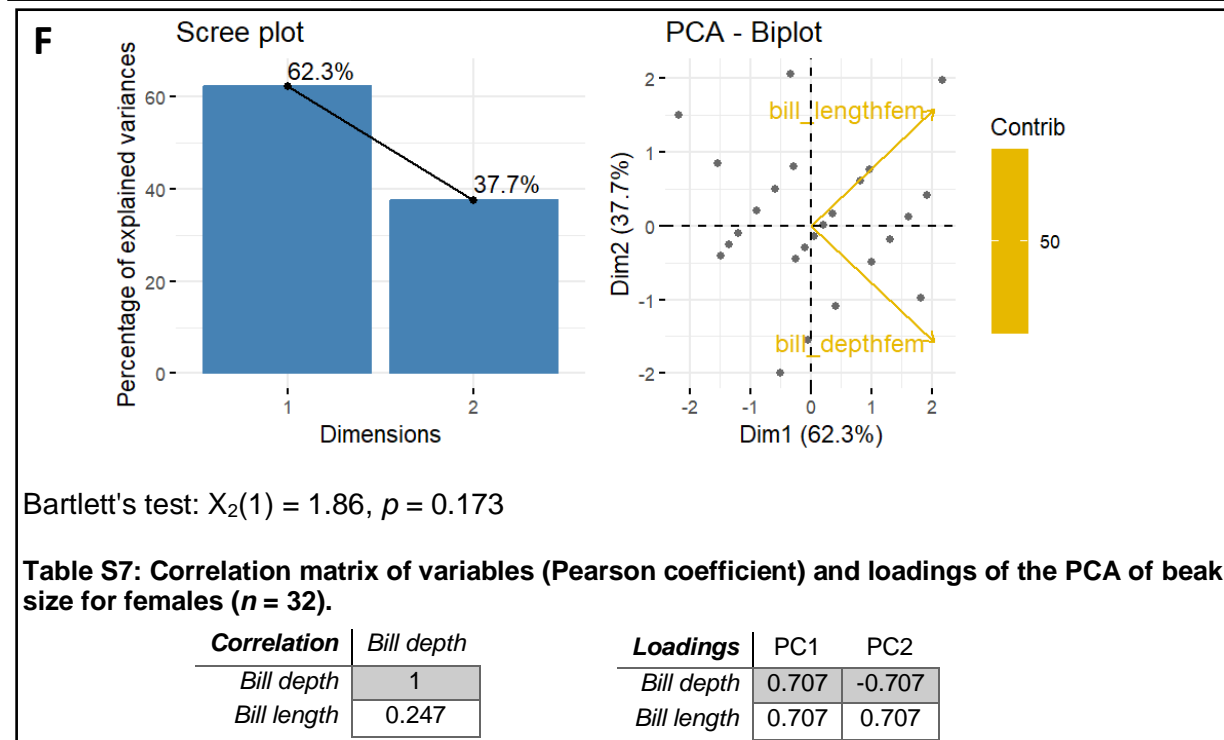 F
Scree plot
Percentage of explained variances
60
40
20
0
62.3%
37.7%
1 2
Dimensions
PCA - Biplot
Dim2 (37.7%)
2
1
0
-1
-2
bill_lengthfem
bill_depthfem
-2 -1 0 1 2
Dim1 (62.3%)
Contrib
50
Bartlett's test: X₂(1) = 1.86, p = 0.173
Table S7: Correlation matrix of variables (Pearson coefficient) and loadings of the PCA of beak
size for females (n = 32).
Correlation Bill depth
Bill depth 1
Bill length 0.247
Loadings PC1 PC2
Bill depth 0.707 -0.707
Bill length 0.707 0.707